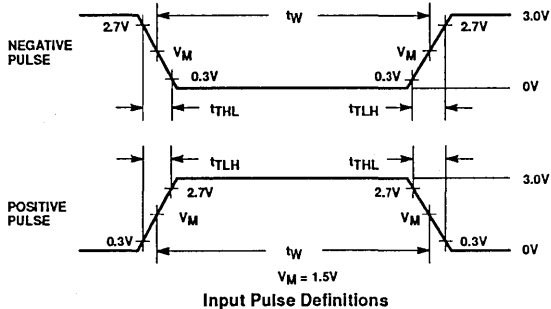 tW
3.0V
2.7V
2.7V
NEGATIVE
PULSE
VM
VM
0.3V
0.3V
0V
tTHL
tTLH
tTLH
tTHL
3.0V
2.7V
2.7V
POSITIVE
PULSE
VM
VM
0.3V
0.3V
0V
tW
VM = 1.5V
Input Pulse Definitions